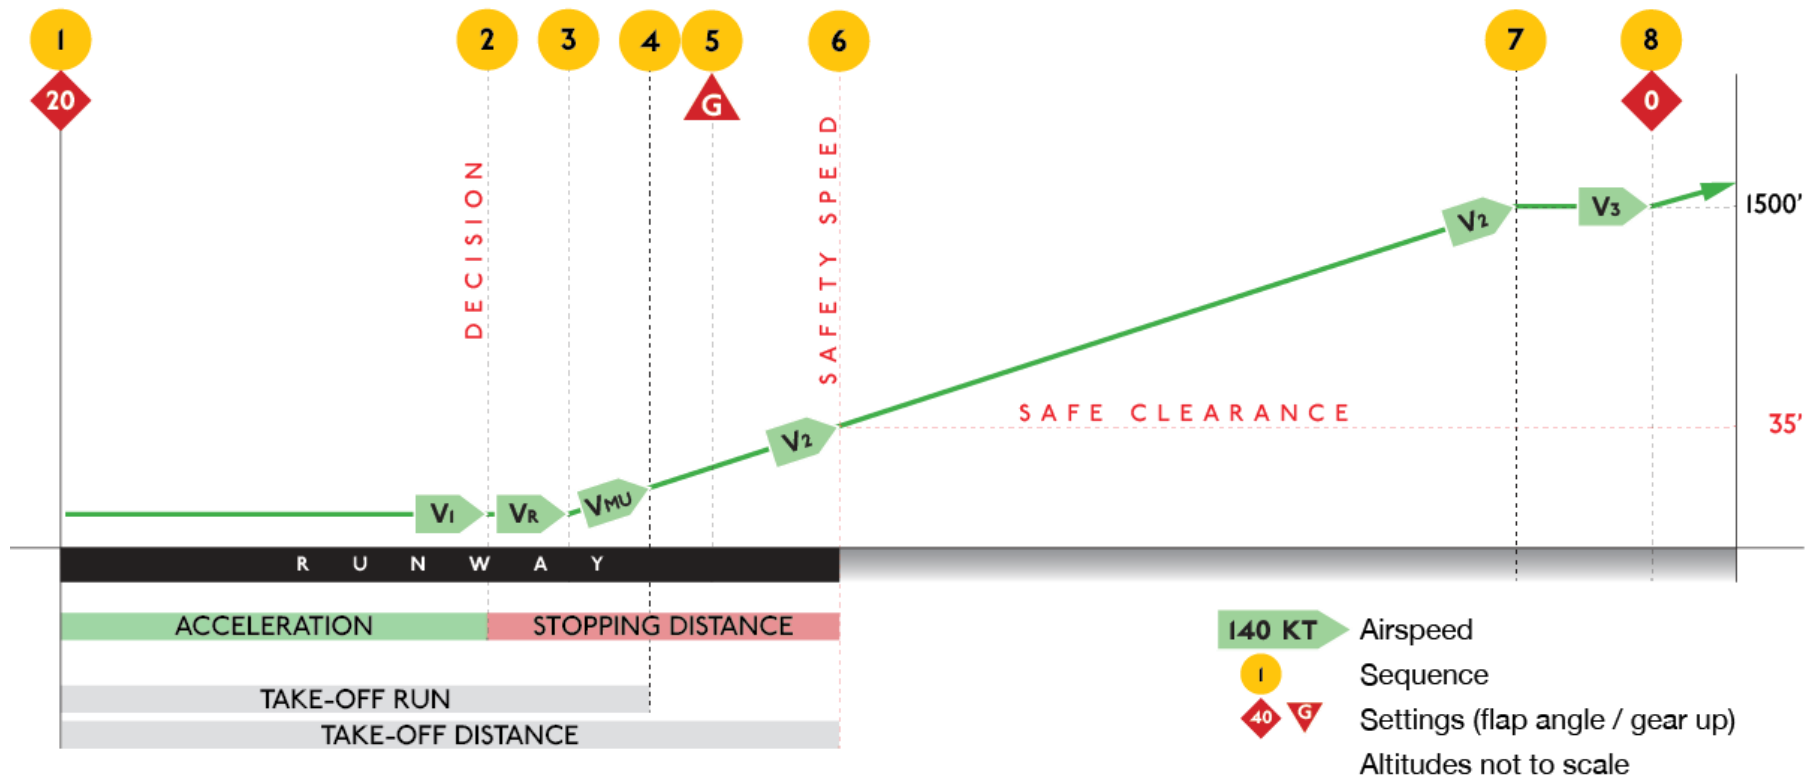 1 2 3 4 5 6 7 8
20 G 0
DECISION
SAFETY SPEED
1500'
V2 V3
SAFE CLEARANCE
35'
V1 VR VMU V2
RUNWAY
ACCELERATION STOPPING DISTANCE
TAKE-OFF RUN
TAKE-OFF DISTANCE
140 KT Airspeed
1 Sequence
40 G Settings (flap angle / gear up)
Altitudes not to scale